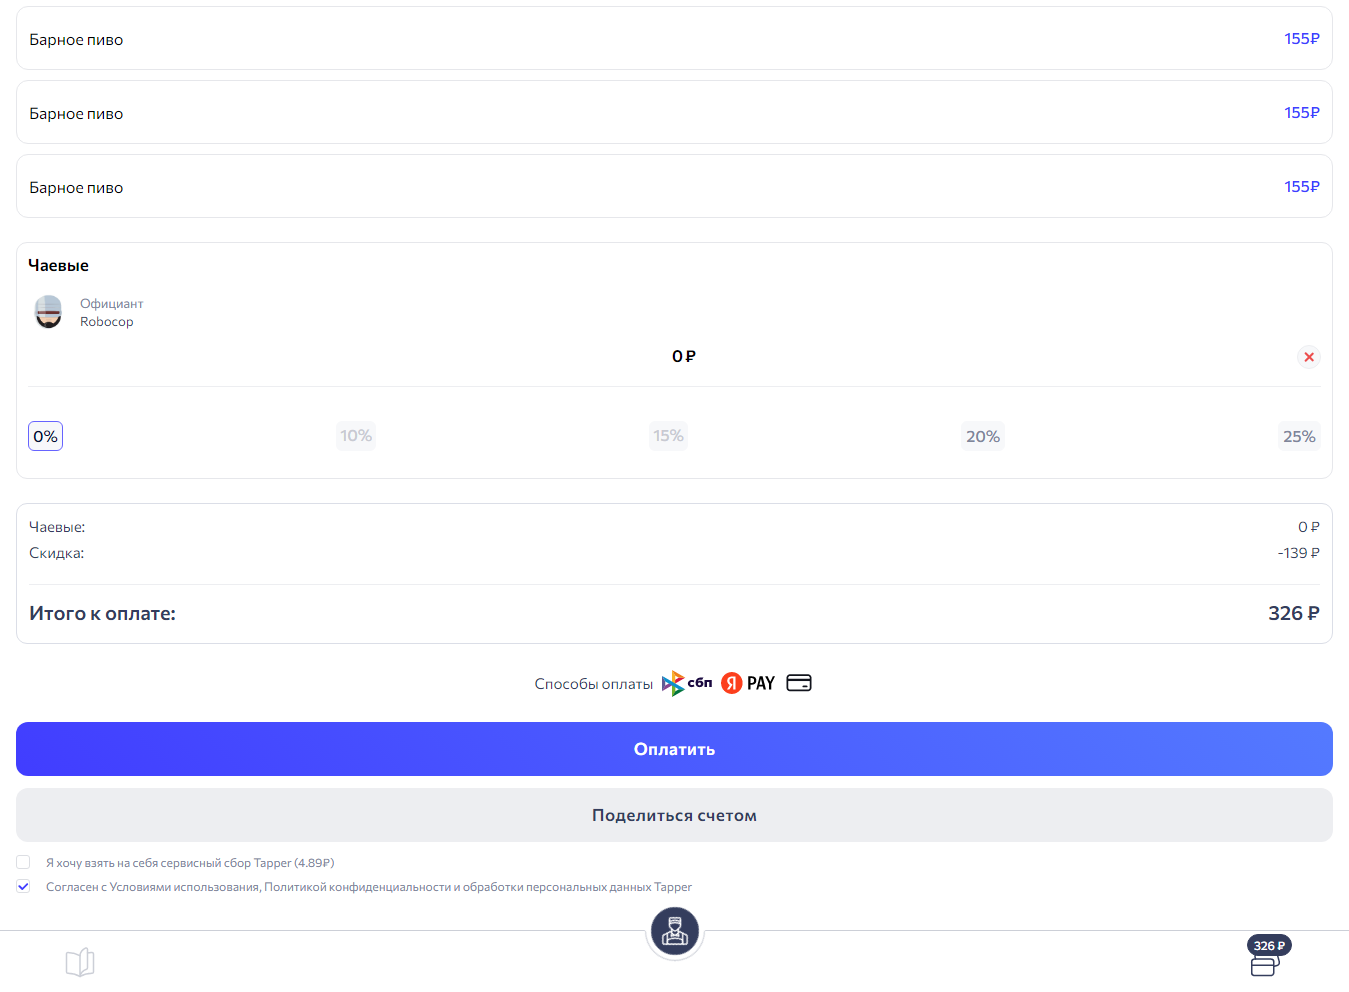 Барное пиво 155₽
Барное пиво 155₽
Барное пиво 155₽
Чаевые
Официант
Robocop
0 ₽
0% 10% 15% 20% 25%
Чаевые: 0 ₽
Скидка: -139 ₽
Итого к оплате: 326 ₽
Способы оплаты сбп Я PAY
Оплатить
Поделиться счетом
Я хочу взять на себя сервисный сбор Tapper (4.89₽)
Согласен с Условиями использования, Политикой конфиденциальности и обработки персональных данных Tapper
326 ₽